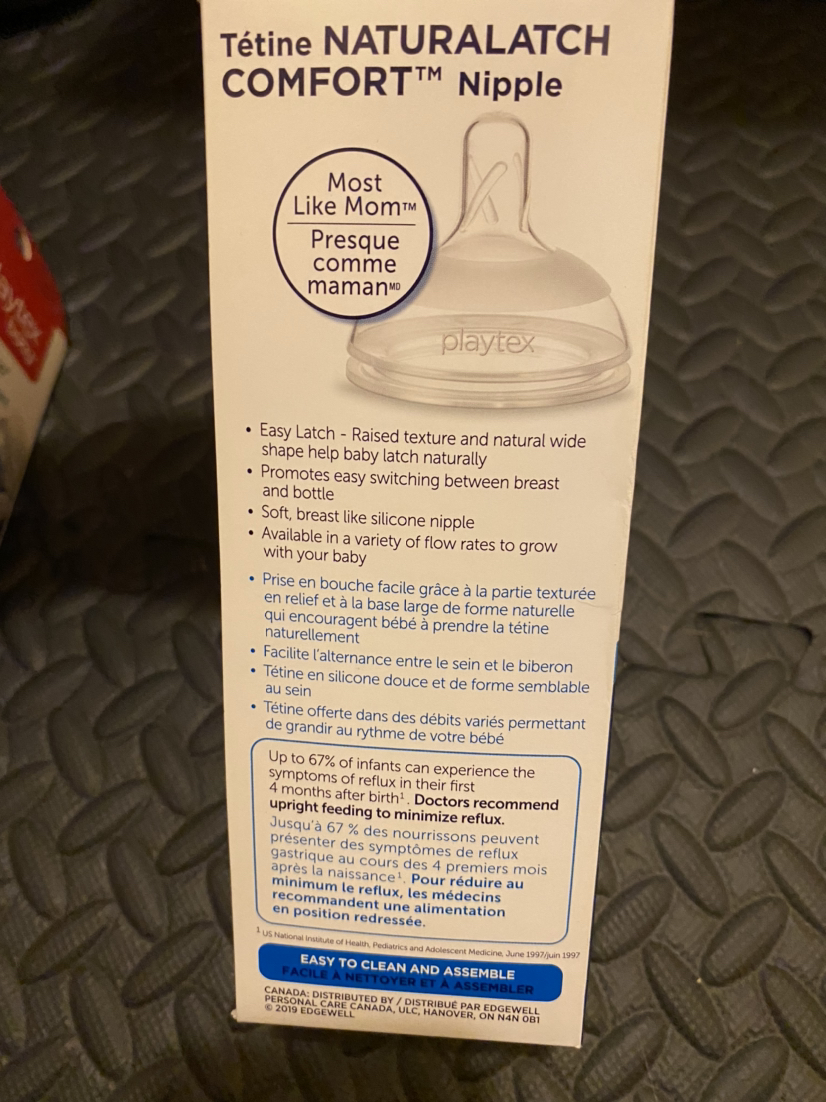 Tétine NATURALATCH
COMFORT™ Nipple
Most
Like Mom™
Presque
comme
maman MD
playtex
• Easy Latch - Raised texture and natural wide
shape help baby latch naturally
• Promotes easy switching between breast
and bottle
• Soft, breast like silicone nipple
• Available in a variety of flow rates to grow
with your baby
• Prise en bouche facile grâce à la partie texturée
en relief et à la base large de forme naturelle
qui encouragent bébé à prendre la tétine
naturellement
• Facilite l'alternance entre le sein et le biberon
• Tétine en silicone douce et de forme semblable
au sein
• Tétine offerte dans des débits variés permettant
de grandir au rythme de votre bébé
Up to 67% of infants can experience the
symptoms of reflux in their first
4 months after birth¹. Doctors recommend
upright feeding to minimize reflux.
Jusqu'à 67 % des nourrissons peuvent
présenter des symptômes de reflux
gastrique au cours des 4 premiers mois
après la naissance¹. Pour réduire au
minimum le reflux, les médecins
recommandent une alimentation
en position redressée.
¹ US National Institute of Health, Pediatrics and Adolescent Medicine, June 1997/juin 1997
EASY TO CLEAN AND ASSEMBLE
FACILE À NETTOYER ET À ASSEMBLER
CANADA: DISTRIBUTED BY / DISTRIBUÉ PAR EDGEWELL
PERSONAL CARE CANADA, ULC, HANOVER, ON N4N 0B1
© 2019 EDGEWELL